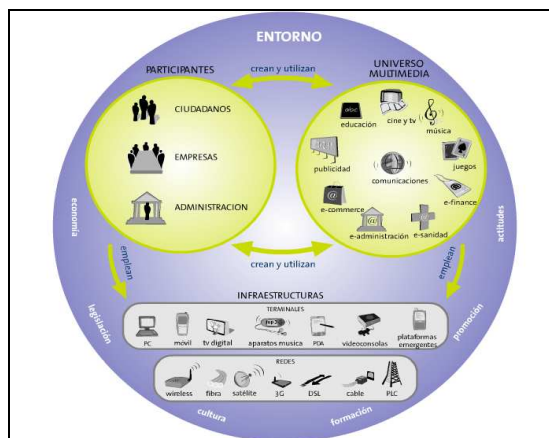 ENTORNO
PARTICIPANTES
crean y utilizan
UNIVERSO
MULTIMEDIA
CIUDADANOS
EMPRESAS
ADMINISTRACION
educación
cine y tv
música
publicidad
comunicaciones
juegos
e-commerce
e-finance
e-administración
e-sanidad
economía
actitudes
crean y utilizan
emplean
emplean
legislación
promoción
INFRAESTRUCTURAS
TERMINALES
mp3
PC
móvil
tv digital
aparatos musica
PDA
videoconsolas
plataformas
emergentes
REDES
wireless
fibra
satélite
3G
DSL
cable
PLC
cultura
formación